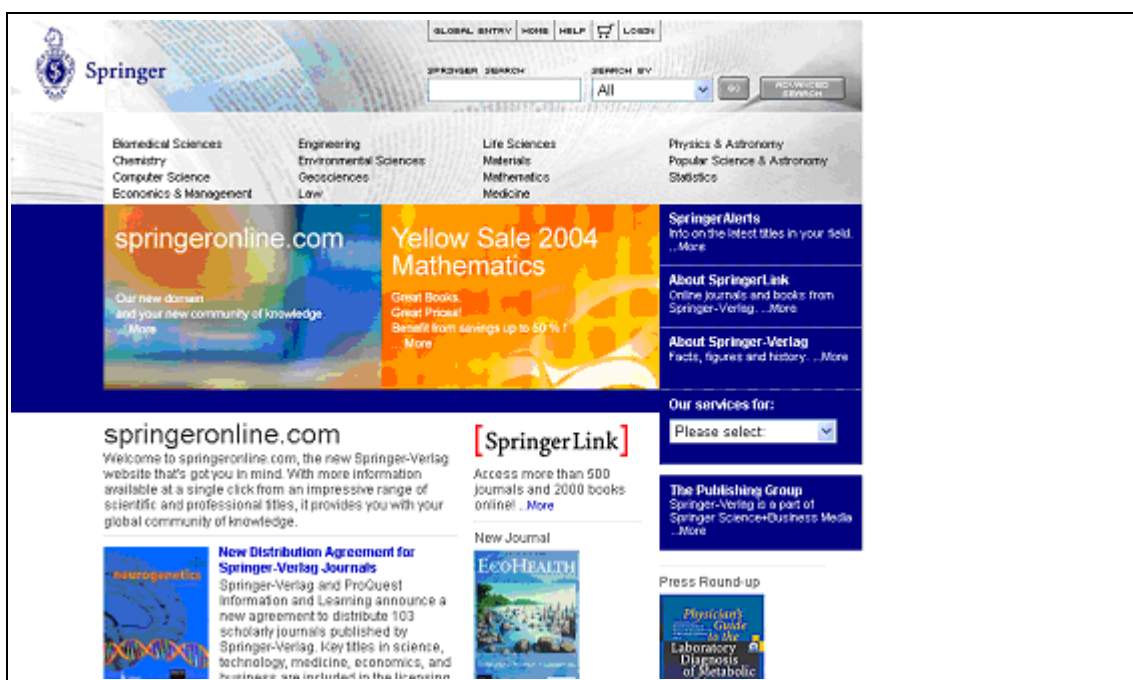 GLOBAL ENTRY HOME HELP LOGIN
Springer
SPRINGER SEARCH SEARCH BY
All GO ADVANCED SEARCH
Biomedical Sciences Engineering Life Sciences Physics & Astronomy
Chemistry Environmental Sciences Materials Popular Science & Astronomy
Computer Science Geosciences Mathematics Statistics
Economics & Management Law Medicine
springeronline.com
Our new domain
and your new community of knowledge.
...More
Yellow Sale 2004
Mathematics
Great Books.
Great Prices!
Benefit from savings up to 50 % !
...More
SpringerAlerts
Info on the latest titles in your field.
...More
About SpringerLink
Online journals and books from
Springer-Verlag. ...More
About Springer-Verlag
Facts, figures and history. ...More
Our services for:
Please select:
The Publishing Group
Springer-Verlag is a part of
Springer Science+Business Media
...More
springeronline.com
Welcome to springeronline.com, the new Springer-Verlag
website that's got you in mind. With more information
available at a single click from an impressive range of
scientific and professional titles, it provides you with your
global community of knowledge.
neurogenetics
New Distribution Agreement for
Springer-Verlag Journals
Springer-Verlag and ProQuest
Information and Learning announce a
new agreement to distribute 103
scholarly journals published by
Springer-Verlag. Key titles in science,
technology, medicine, economics, and
business are included in the licensing
[SpringerLink]
Access more than 500
journals and 2000 books
online! ...More
New Journal
ECOHEALTH
Press Round-up
Physician's
Guide
to the
Laboratory
Diagnosis
of Metabolic